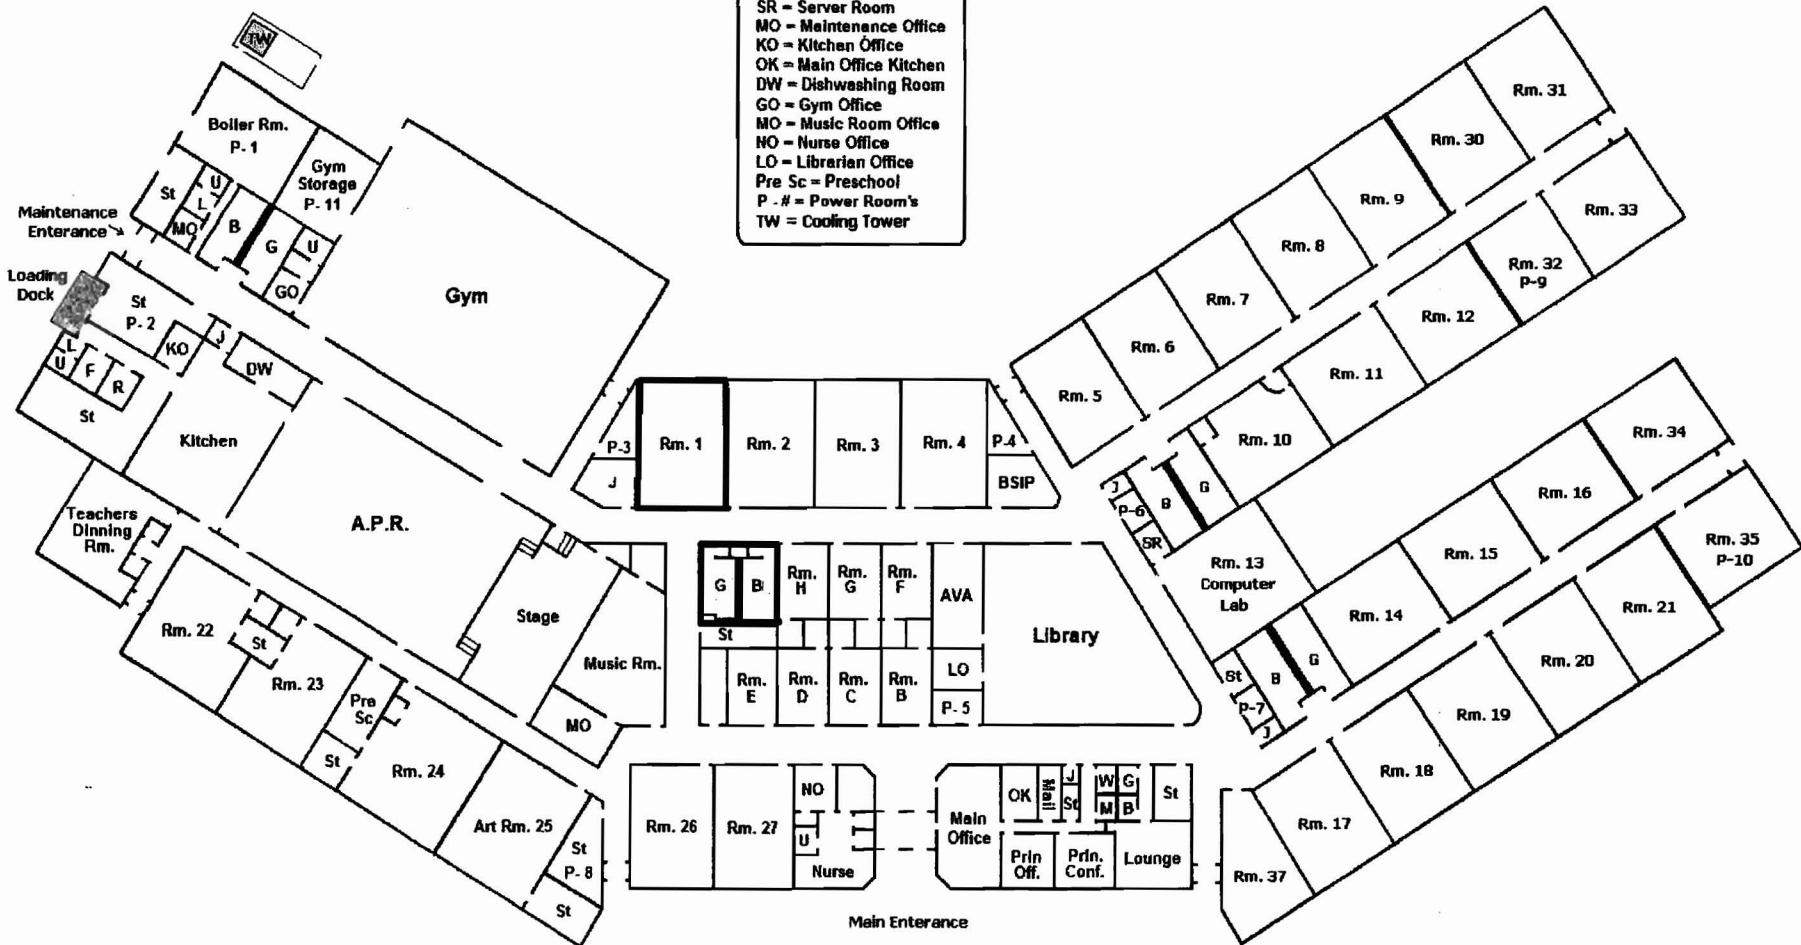 SR = Server Room
MO = Maintenance Office
KO = Kitchen Office
OK = Main Office Kitchen
DW = Dishwashing Room
GO = Gym Office
MO = Music Room Office
NO = Nurse Office
LO = Librarian Office
Pre Sc = Preschool
P - # = Power Room's
TW = Cooling Tower
TW
Boiler Rm.
P- 1
Gym
Storage
P- 11
St
U
L
MO
B
G
U
GO
Maintenance
Enterance
Loading
Dock
St
P- 2
KO
J
DW
L
U
F
R
St
Kitchen
Gym
A.P.R.
Teachers
Dinning
Rm.
Stage
Music Rm.
MO
Rm. 22
St
Rm. 23
Pre
Sc
St
Rm. 24
Art Rm. 25
St
P- 8
St
P-3
J
Rm. 1
Rm. 2
Rm. 3
Rm. 4
P-4
BSIP
G
B
St
Rm.
H
Rm.
G
Rm.
F
AVA
Library
Rm.
E
Rm.
D
Rm.
C
Rm.
B
LO
P- 5
Rm. 26
Rm. 27
NO
U
Nurse
Main
Office
OK
Mail
J
St
W
G
M
B
St
Prin
Off.
Prin.
Conf.
Lounge
Main Enterance
Rm. 5
Rm. 6
Rm. 7
Rm. 8
Rm. 9
Rm. 30
Rm. 31
Rm. 33
Rm. 32
P-9
Rm. 12
Rm. 11
Rm. 10
G
B
J
P-6
SR
Rm. 13
Computer
Lab
Rm. 14
Rm. 15
Rm. 16
Rm. 34
Rm. 35
P-10
Rm. 21
Rm. 20
Rm. 19
Rm. 18
Rm. 17
Rm. 37
St
B
G
P-7
J